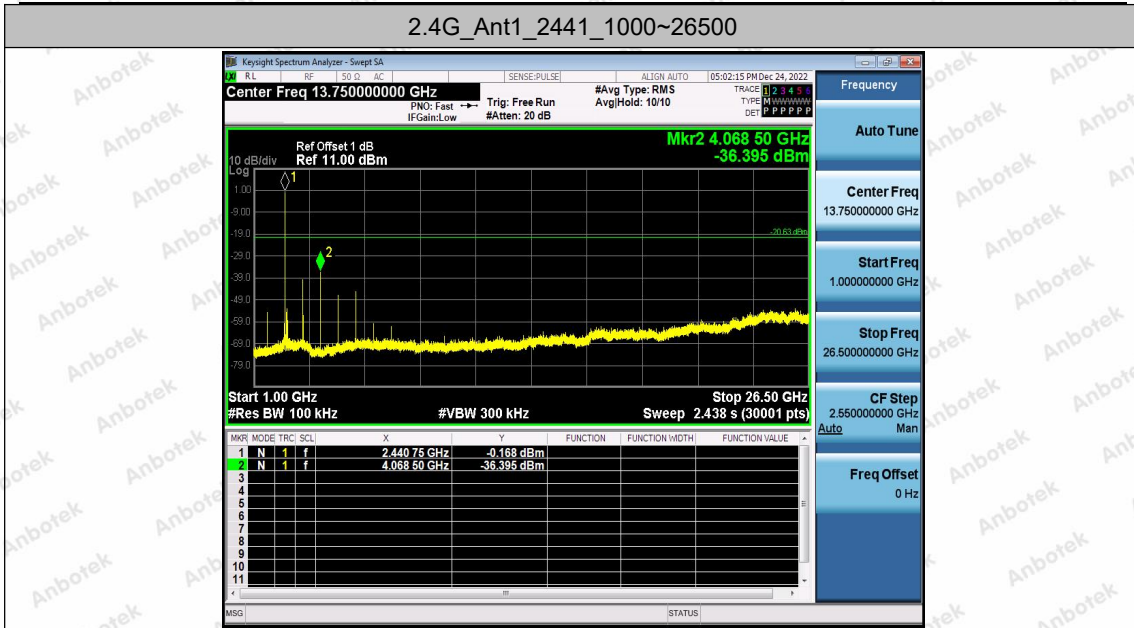 2.4G_Ant1_2441_1000~26500
Keysight Spectrum Analyzer - Swept SA
LXI RL RF 50 Ω AC SENSE:PULSE ALIGN AUTO 05:02:15 PM Dec 24, 2022
Center Freq 13.750000000 GHz
#Avg Type: RMS
TRACE 1 2 3 4 5 6
PNO: Fast
Trig: Free Run
Avg|Hold: 10/10
TYPE M WWWWW
IFGain:Low
#Atten: 20 dB
DET P P P P P P
Mkr2 4.068 50 GHz
-36.395 dBm
Ref Offset 1 dB
10 dB/div Ref 11.00 dBm
Log
1
1.00
-9.00
-19.0
-20.63 dBm
2
-29.0
-39.0
-49.0
-59.0
-69.0
-79.0
Start 1.00 GHz
Stop 26.50 GHz
#Res BW 100 kHz
#VBW 300 kHz
Sweep 2.438 s (30001 pts)
MKR MODE TRC SCL X Y FUNCTION FUNCTION WIDTH FUNCTION VALUE
1 N 1 f 2.440 75 GHz -0.168 dBm
2 N 1 f 4.068 50 GHz -36.395 dBm
3
4
5
6
7
8
9
10
11
MSG
STATUS
Frequency
Auto Tune
Center Freq
13.750000000 GHz
Start Freq
1.000000000 GHz
Stop Freq
26.500000000 GHz
CF Step
2.550000000 GHz
Auto Man
Freq Offset
0 Hz
Anbotek